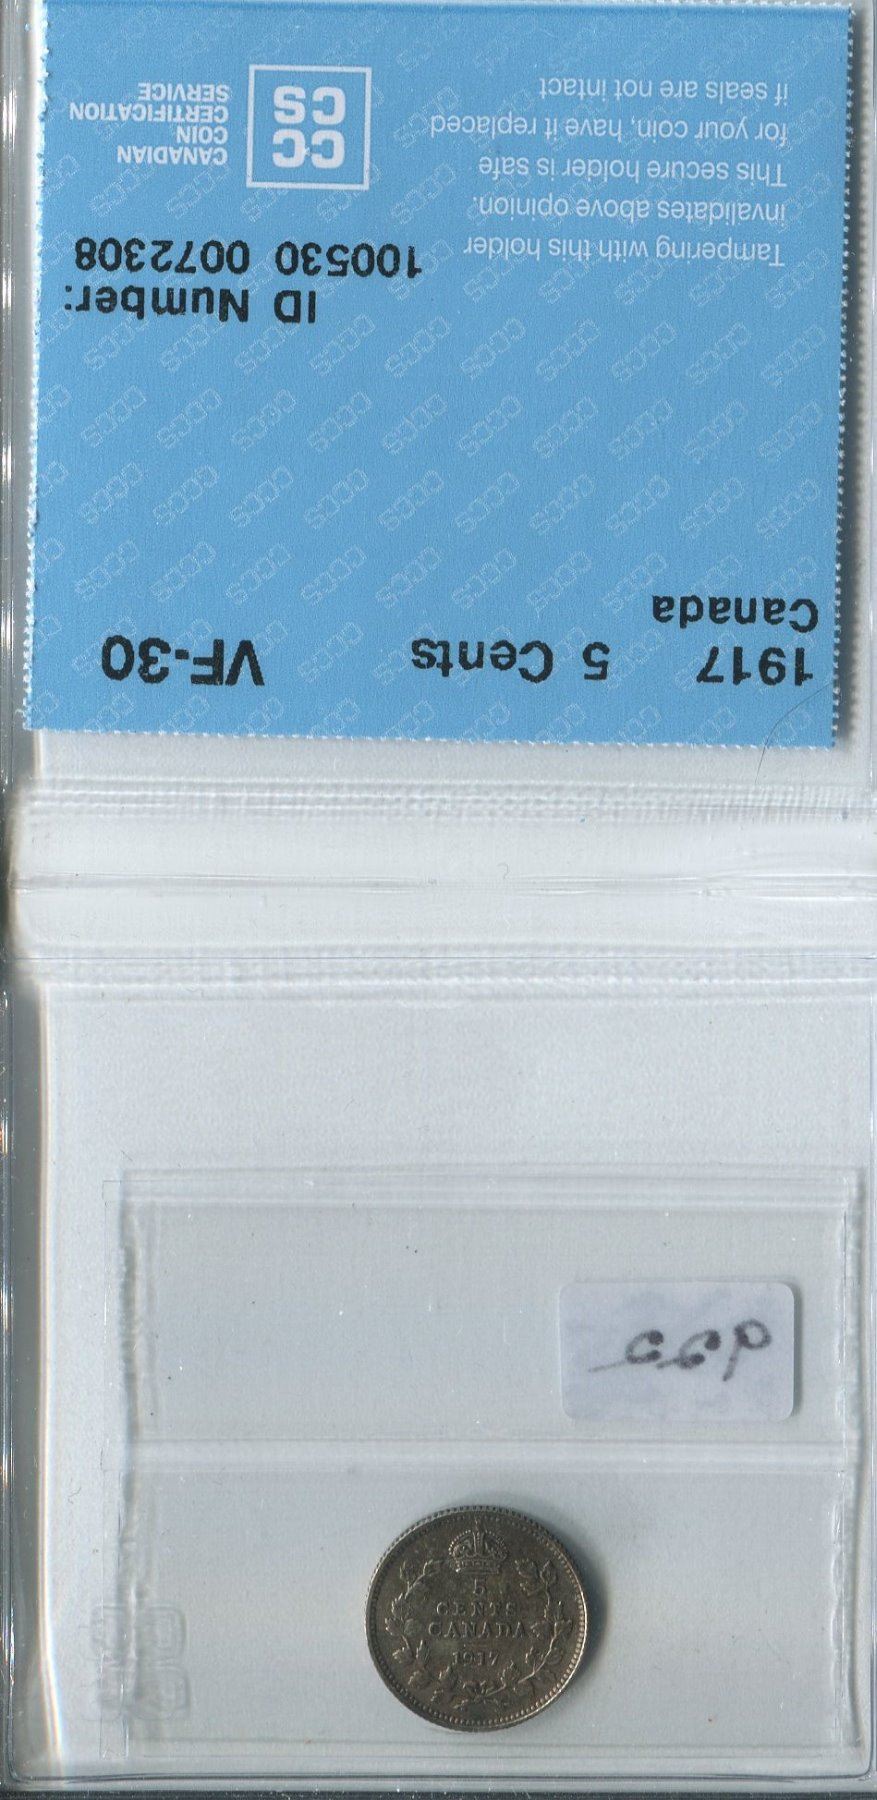 1917 5 Cents VF-30
Canada
ID Number:
100530 0072308
Tampering with this holder
invalidates above opinion.
This secure holder is safe
for your coin, have it replaced
if seals are not intact
CC
CS
CANADIAN
COIN
CERTIFICATION
SERVICE
5
CENTS
CANADA
1917